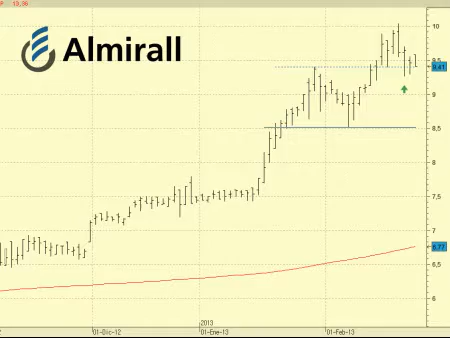 P 13,36
Almirall
10
9,5
9,41
9
8,5
8
7,5
7
6,77
6,5
6
2013
01-Dic-12
01-Ene-13
01-Feb-13